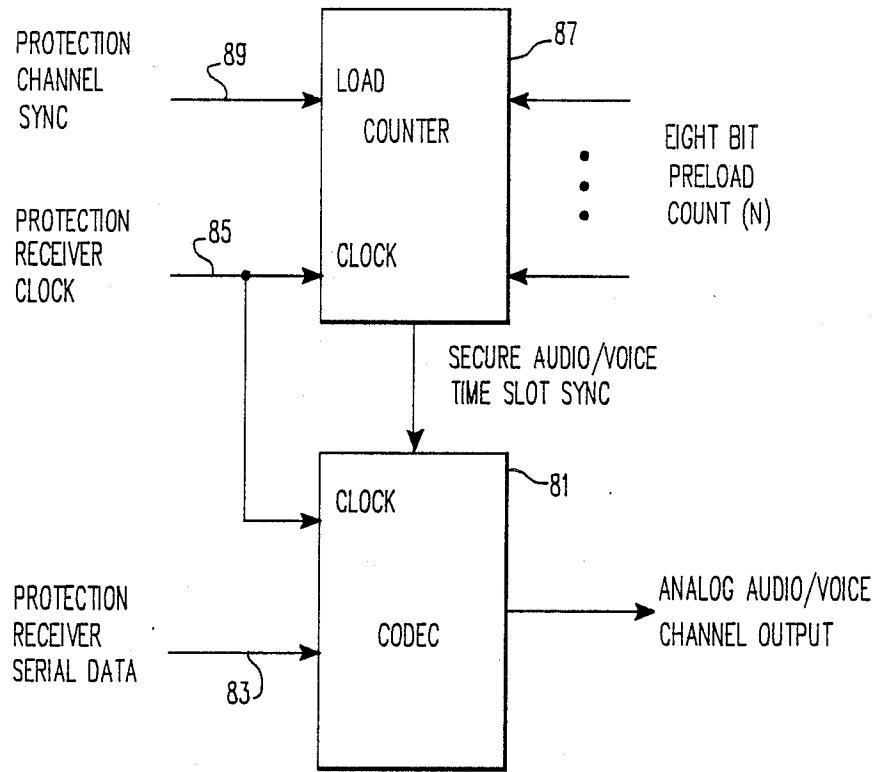 PROTECTION
CHANNEL
SYNC
89
LOAD
COUNTER
87
EIGHT BIT
PRELOAD
COUNT (N)
PROTECTION
RECEIVER
CLOCK
85
CLOCK
SECURE AUDIO/VOICE
TIME SLOT SYNC
81
CLOCK
PROTECTION
RECEIVER
SERIAL DATA
83
CODEC
ANALOG AUDIO/VOICE
CHANNEL OUTPUT